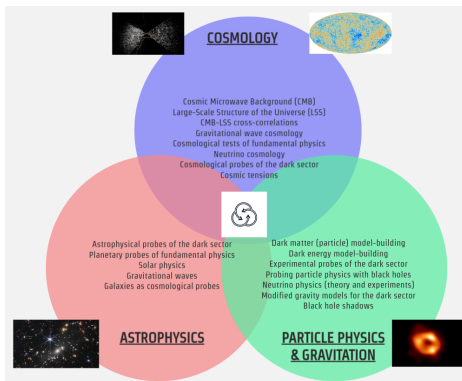 COSMOLOGY
Cosmic Microwave Background (CMB)
Large-Scale Structure of the Universe (LSS)
CMB-LSS cross-correlations
Gravitational wave cosmology
Cosmological tests of fundamental physics
Neutrino cosmology
Cosmological probes of the dark sector
Cosmic tensions
Astrophysical probes of the dark sector
Planetary probes of fundamental physics
Solar physics
Gravitational waves
Galaxies as cosmological probes
ASTROPHYSICS
Dark matter (particle) model-building
Dark energy model-building
Experimental probes of the dark sector
Probing particle physics with black holes
Neutrino physics (theory and experiments)
Modified gravity models for the dark sector
Black hole shadows
PARTICLE PHYSICS
& GRAVITATION